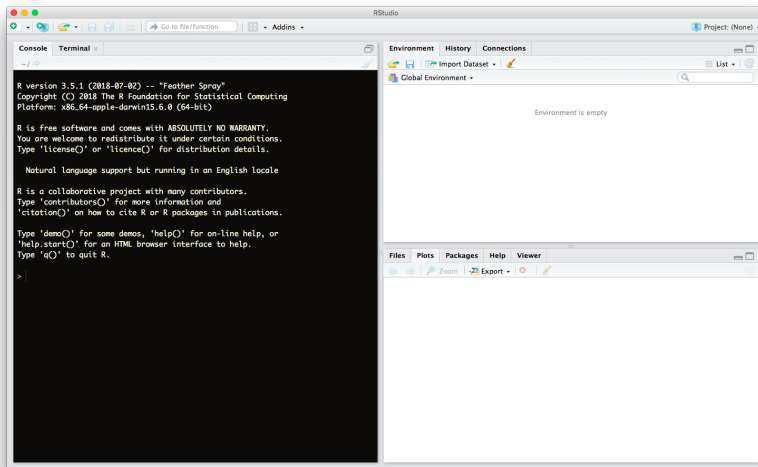 RStudio
Go to file/function
Addins
Project: (None)
Console Terminal
~/
R version 3.5.1 (2018-07-02) -- "Feather Spray"
Copyright (C) 2018 The R Foundation for Statistical Computing
Platform: x86_64-apple-darwin15.6.0 (64-bit)
R is free software and comes with ABSOLUTELY NO WARRANTY.
You are welcome to redistribute it under certain conditions.
Type 'license()' or 'licence()' for distribution details.
Natural language support but running in an English locale
R is a collaborative project with many contributors.
Type 'contributors()' for more information and
'citation()' on how to cite R or R packages in publications.
Type 'demo()' for some demos, 'help()' for on-line help, or
'help.start()' for an HTML browser interface to help.
Type 'q()' to quit R.
>
Environment History Connections
Import Dataset
List
Global Environment
Environment is empty
Files Plots Packages Help Viewer
Zoom Export